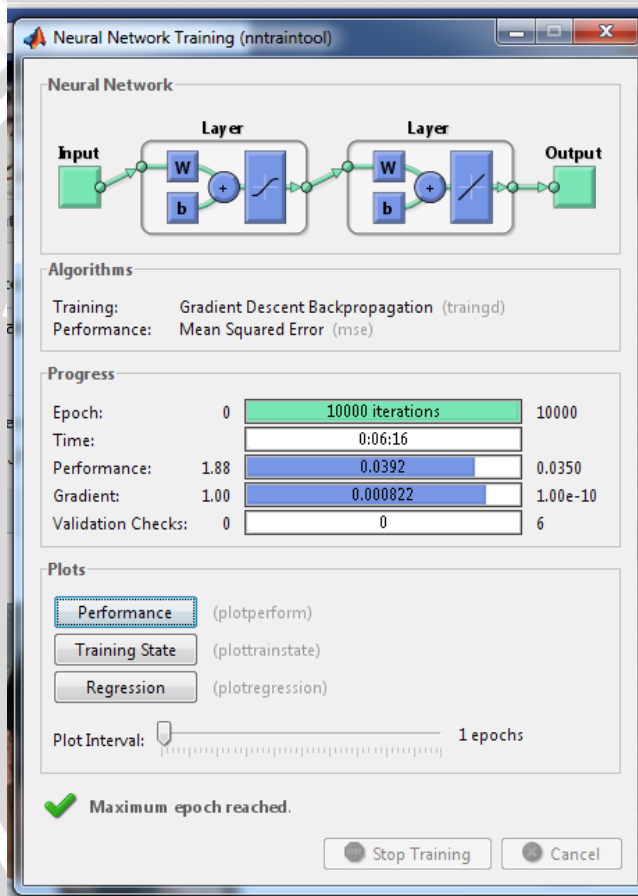 Neural Network Training (nntraintool)
Neural Network
Layer Layer
Input Output
W W
b b
+ +
Algorithms
Training: Gradient Descent Backpropagation (traingd)
Performance: Mean Squared Error (mse)
Progress
Epoch: 0 10000 iterations 10000
Time: 0:06:16
Performance: 1.88 0.0392 0.0350
Gradient: 1.00 0.000822 1.00e-10
Validation Checks: 0 0 6
Plots
Performance (plotperform)
Training State (plottrainstate)
Regression (plotregression)
Plot Interval: 1 epochs
Maximum epoch reached.
Stop Training Cancel